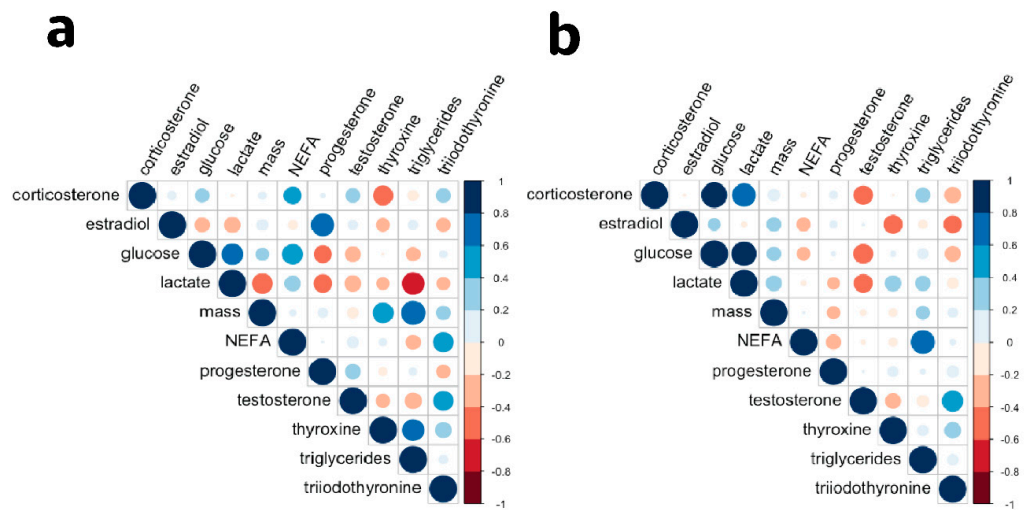 a
corticosterone
estradiol
glucose
lactate
mass
NEFA
progesterone
testosterone
thyroxine
triglycerides
triiodothyronine
corticosterone
estradiol
glucose
lactate
mass
NEFA
progesterone
testosterone
thyroxine
triglycerides
triiodothyronine
1
0.8
0.6
0.4
0.2
0
-0.2
-0.4
-0.6
-0.8
-1
b
corticosterone
estradiol
glucose
lactate
mass
NEFA
progesterone
testosterone
thyroxine
triglycerides
triiodothyronine
corticosterone
estradiol
glucose
lactate
mass
NEFA
progesterone
testosterone
thyroxine
triglycerides
triiodothyronine
1
0.8
0.6
0.4
0.2
0
-0.2
-0.4
-0.6
-0.8
-1